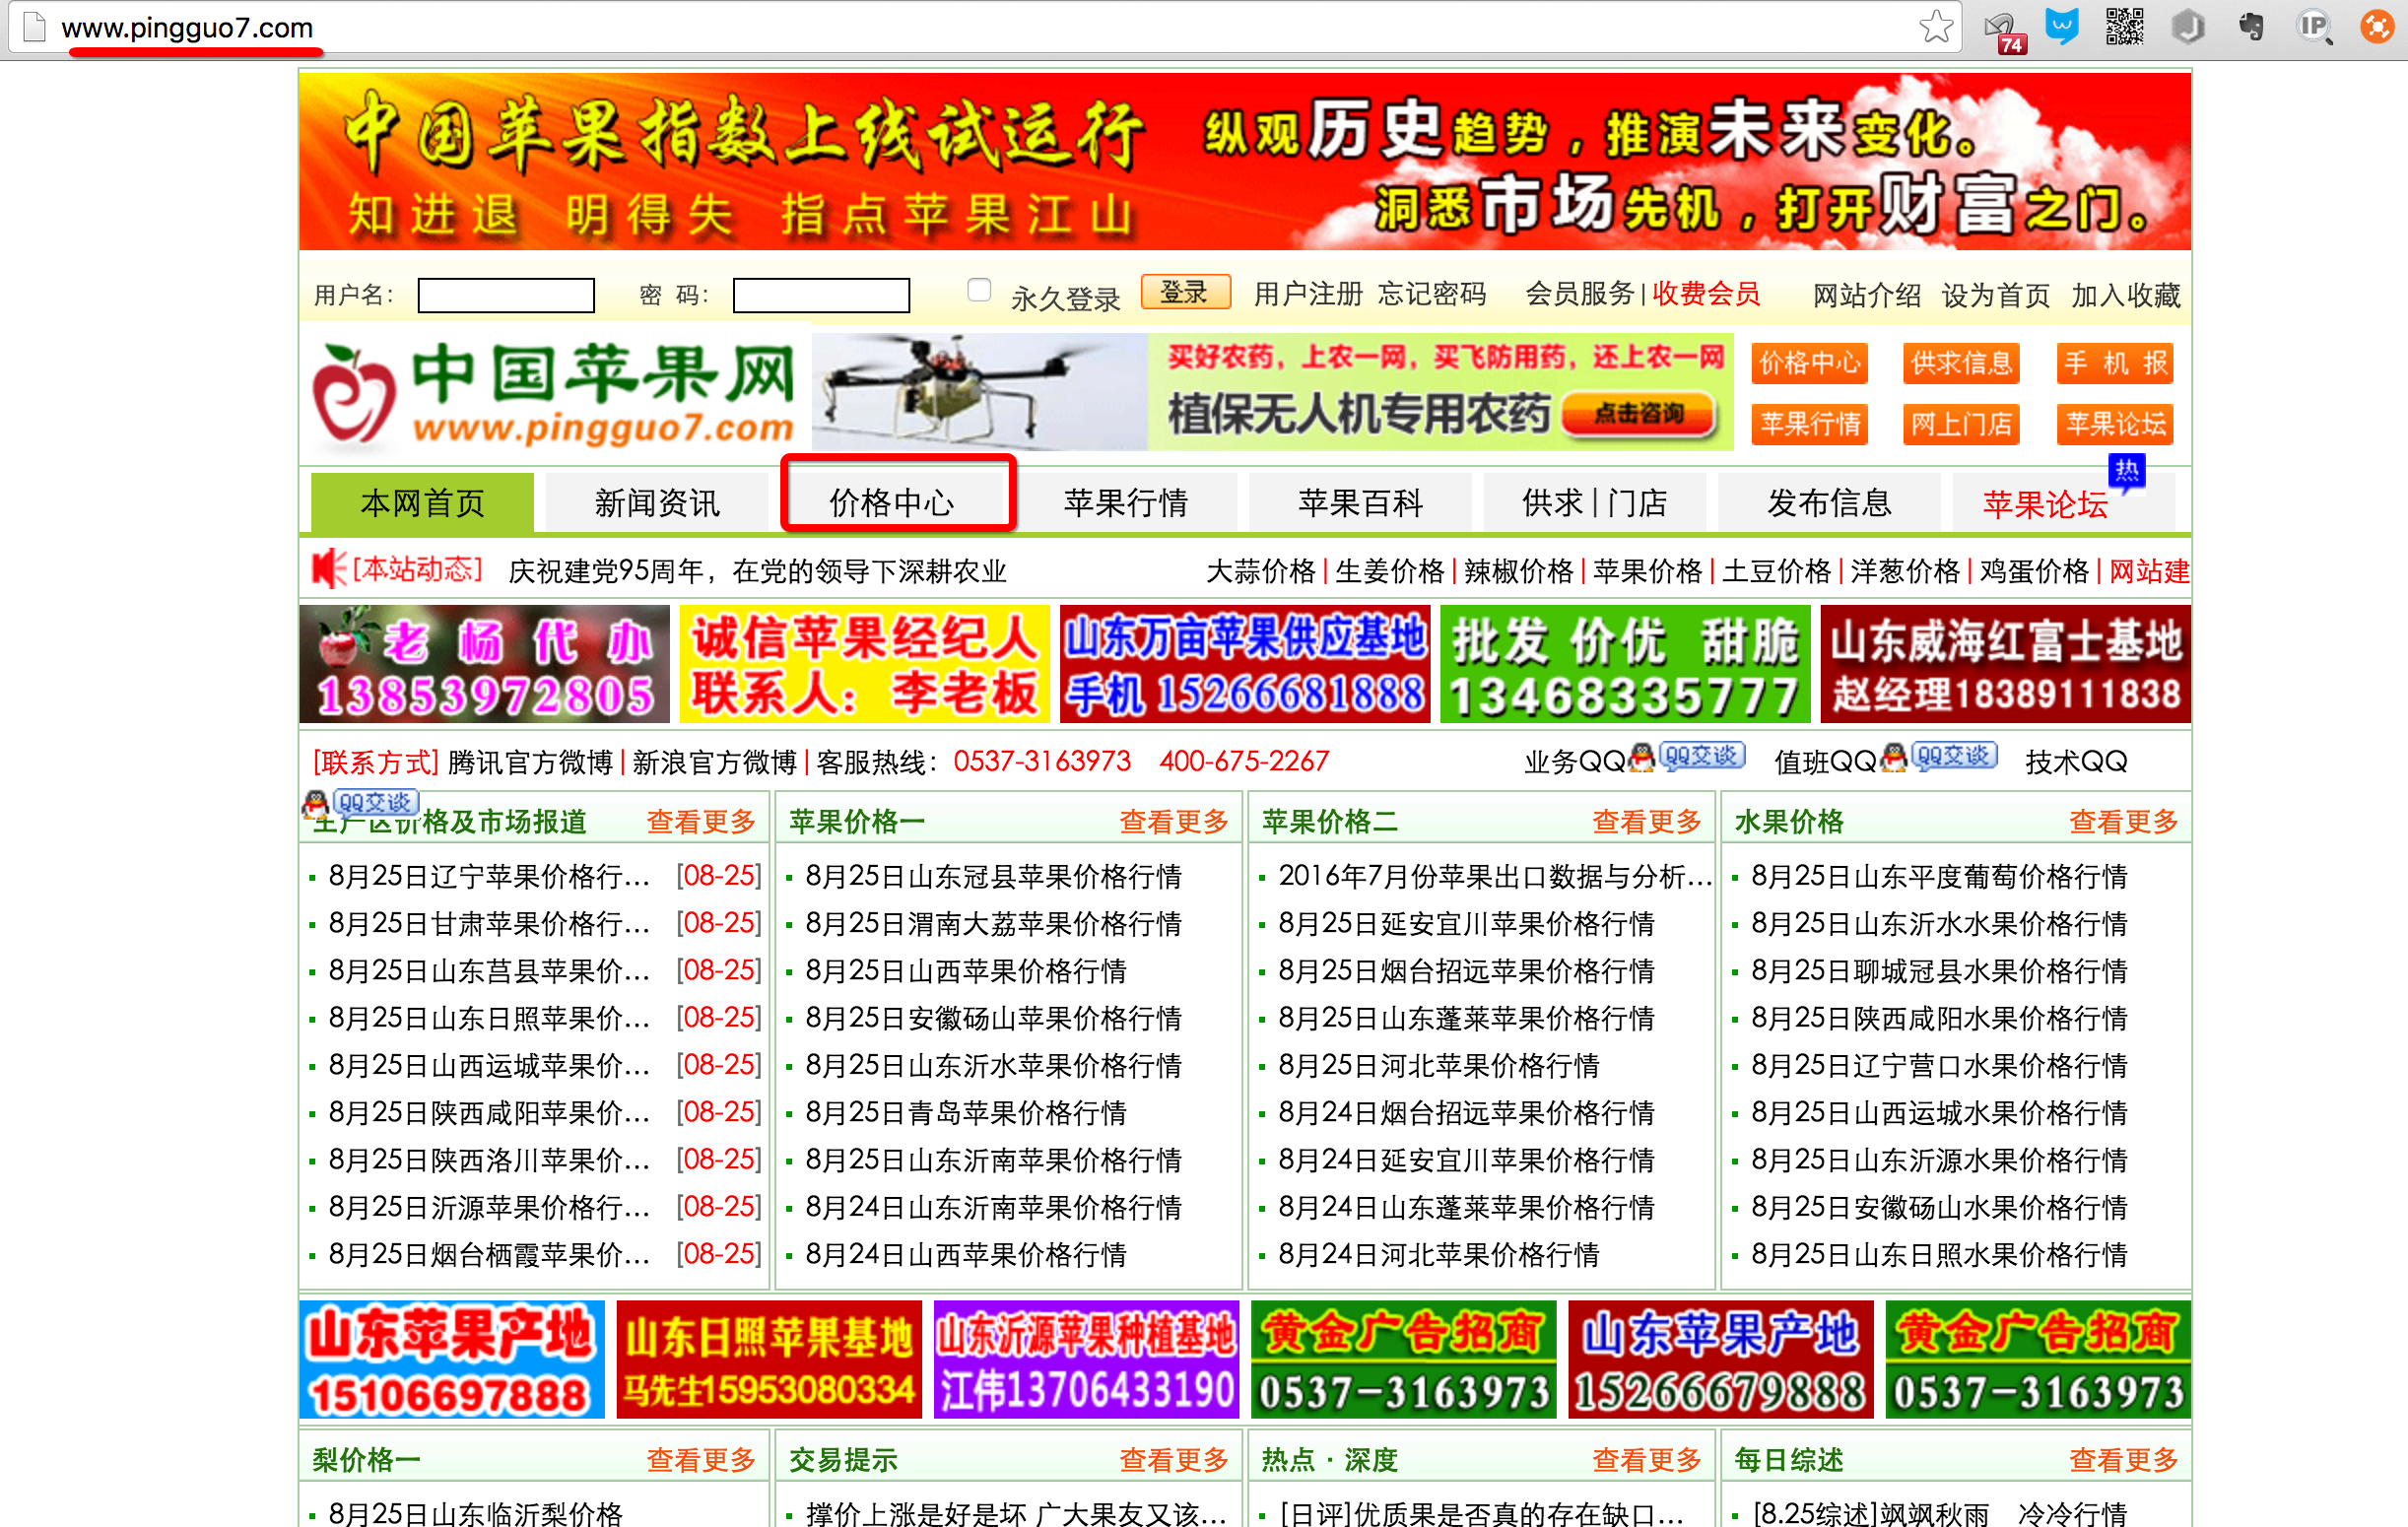 www.pingguo7.com
74
IP
中国苹果指数上线试运行
纵观历史趋势，推演未来变化。
知进退 明得失 指点苹果江山
洞悉市场先机，打开财富之门。
用户名： 密 码： 永久登录 登录 用户注册 忘记密码 会员服务|收费会员 网站介绍 设为首页 加入收藏
中国苹果网
www.pingguo7.com
买好农药，上农一网，买飞防用药，还上农一网
植保无人机专用农药 点击咨询
价格中心 供求信息 手 机 报
苹果行情 网上门店 苹果论坛
热
本网首页 新闻资讯 价格中心 苹果行情 苹果百科 供求|门店 发布信息 苹果论坛
[本站动态] 庆祝建党95周年，在党的领导下深耕农业 大蒜价格|生姜价格|辣椒价格|苹果价格|土豆价格|洋葱价格|鸡蛋价格|网站建
老杨代办
13853972805
诚信苹果经纪人
联系人：李老板
山东万亩苹果供应基地
手机 15266681888
批发 价优 甜脆
13468335777
山东威海红富士基地
赵经理18389111838
[联系方式] 腾讯官方微博|新浪官方微博|客服热线：0537-3163973 400-675-2267 业务QQ QQ交谈 值班QQ QQ交谈 技术QQ
QQ交谈
生产区价格及市场报道 查看更多
8月25日辽宁苹果价格行... [08-25]
8月25日甘肃苹果价格行... [08-25]
8月25日山东莒县苹果价... [08-25]
8月25日山东日照苹果价... [08-25]
8月25日山西运城苹果价... [08-25]
8月25日陕西咸阳苹果价... [08-25]
8月25日陕西洛川苹果价... [08-25]
8月25日沂源苹果价格行... [08-25]
8月25日烟台栖霞苹果价... [08-25]
苹果价格一 查看更多
8月25日山东冠县苹果价格行情
8月25日渭南大荔苹果价格行情
8月25日山西苹果价格行情
8月25日安徽砀山苹果价格行情
8月25日山东沂水苹果价格行情
8月25日青岛苹果价格行情
8月25日山东沂南苹果价格行情
8月24日山东沂南苹果价格行情
8月24日山西苹果价格行情
苹果价格二 查看更多
2016年7月份苹果出口数据与分析...
8月25日延安宜川苹果价格行情
8月25日烟台招远苹果价格行情
8月25日山东蓬莱苹果价格行情
8月25日河北苹果价格行情
8月24日烟台招远苹果价格行情
8月24日延安宜川苹果价格行情
8月24日山东蓬莱苹果价格行情
8月24日河北苹果价格行情
水果价格 查看更多
8月25日山东平度葡萄价格行情
8月25日山东沂水水果价格行情
8月25日聊城冠县水果价格行情
8月25日陕西咸阳水果价格行情
8月25日辽宁营口水果价格行情
8月25日山西运城水果价格行情
8月25日山东沂源水果价格行情
8月25日安徽砀山水果价格行情
8月25日山东日照水果价格行情
山东苹果产地
15106697888
山东日照苹果基地
马先生15953080334
山东沂源苹果种植基地
江伟13706433190
黄金广告招商
0537-3163973
山东苹果产地
15266679888
黄金广告招商
0537-3163973
梨价格一 查看更多
8月25日山东临沂梨价格
交易提示 查看更多
撑价上涨是好是坏 广大果友又该...
热点 · 深度 查看更多
[日评]优质果是否真的存在缺口...
每日综述 查看更多
[8.25综述]飒飒秋雨 冷冷行情